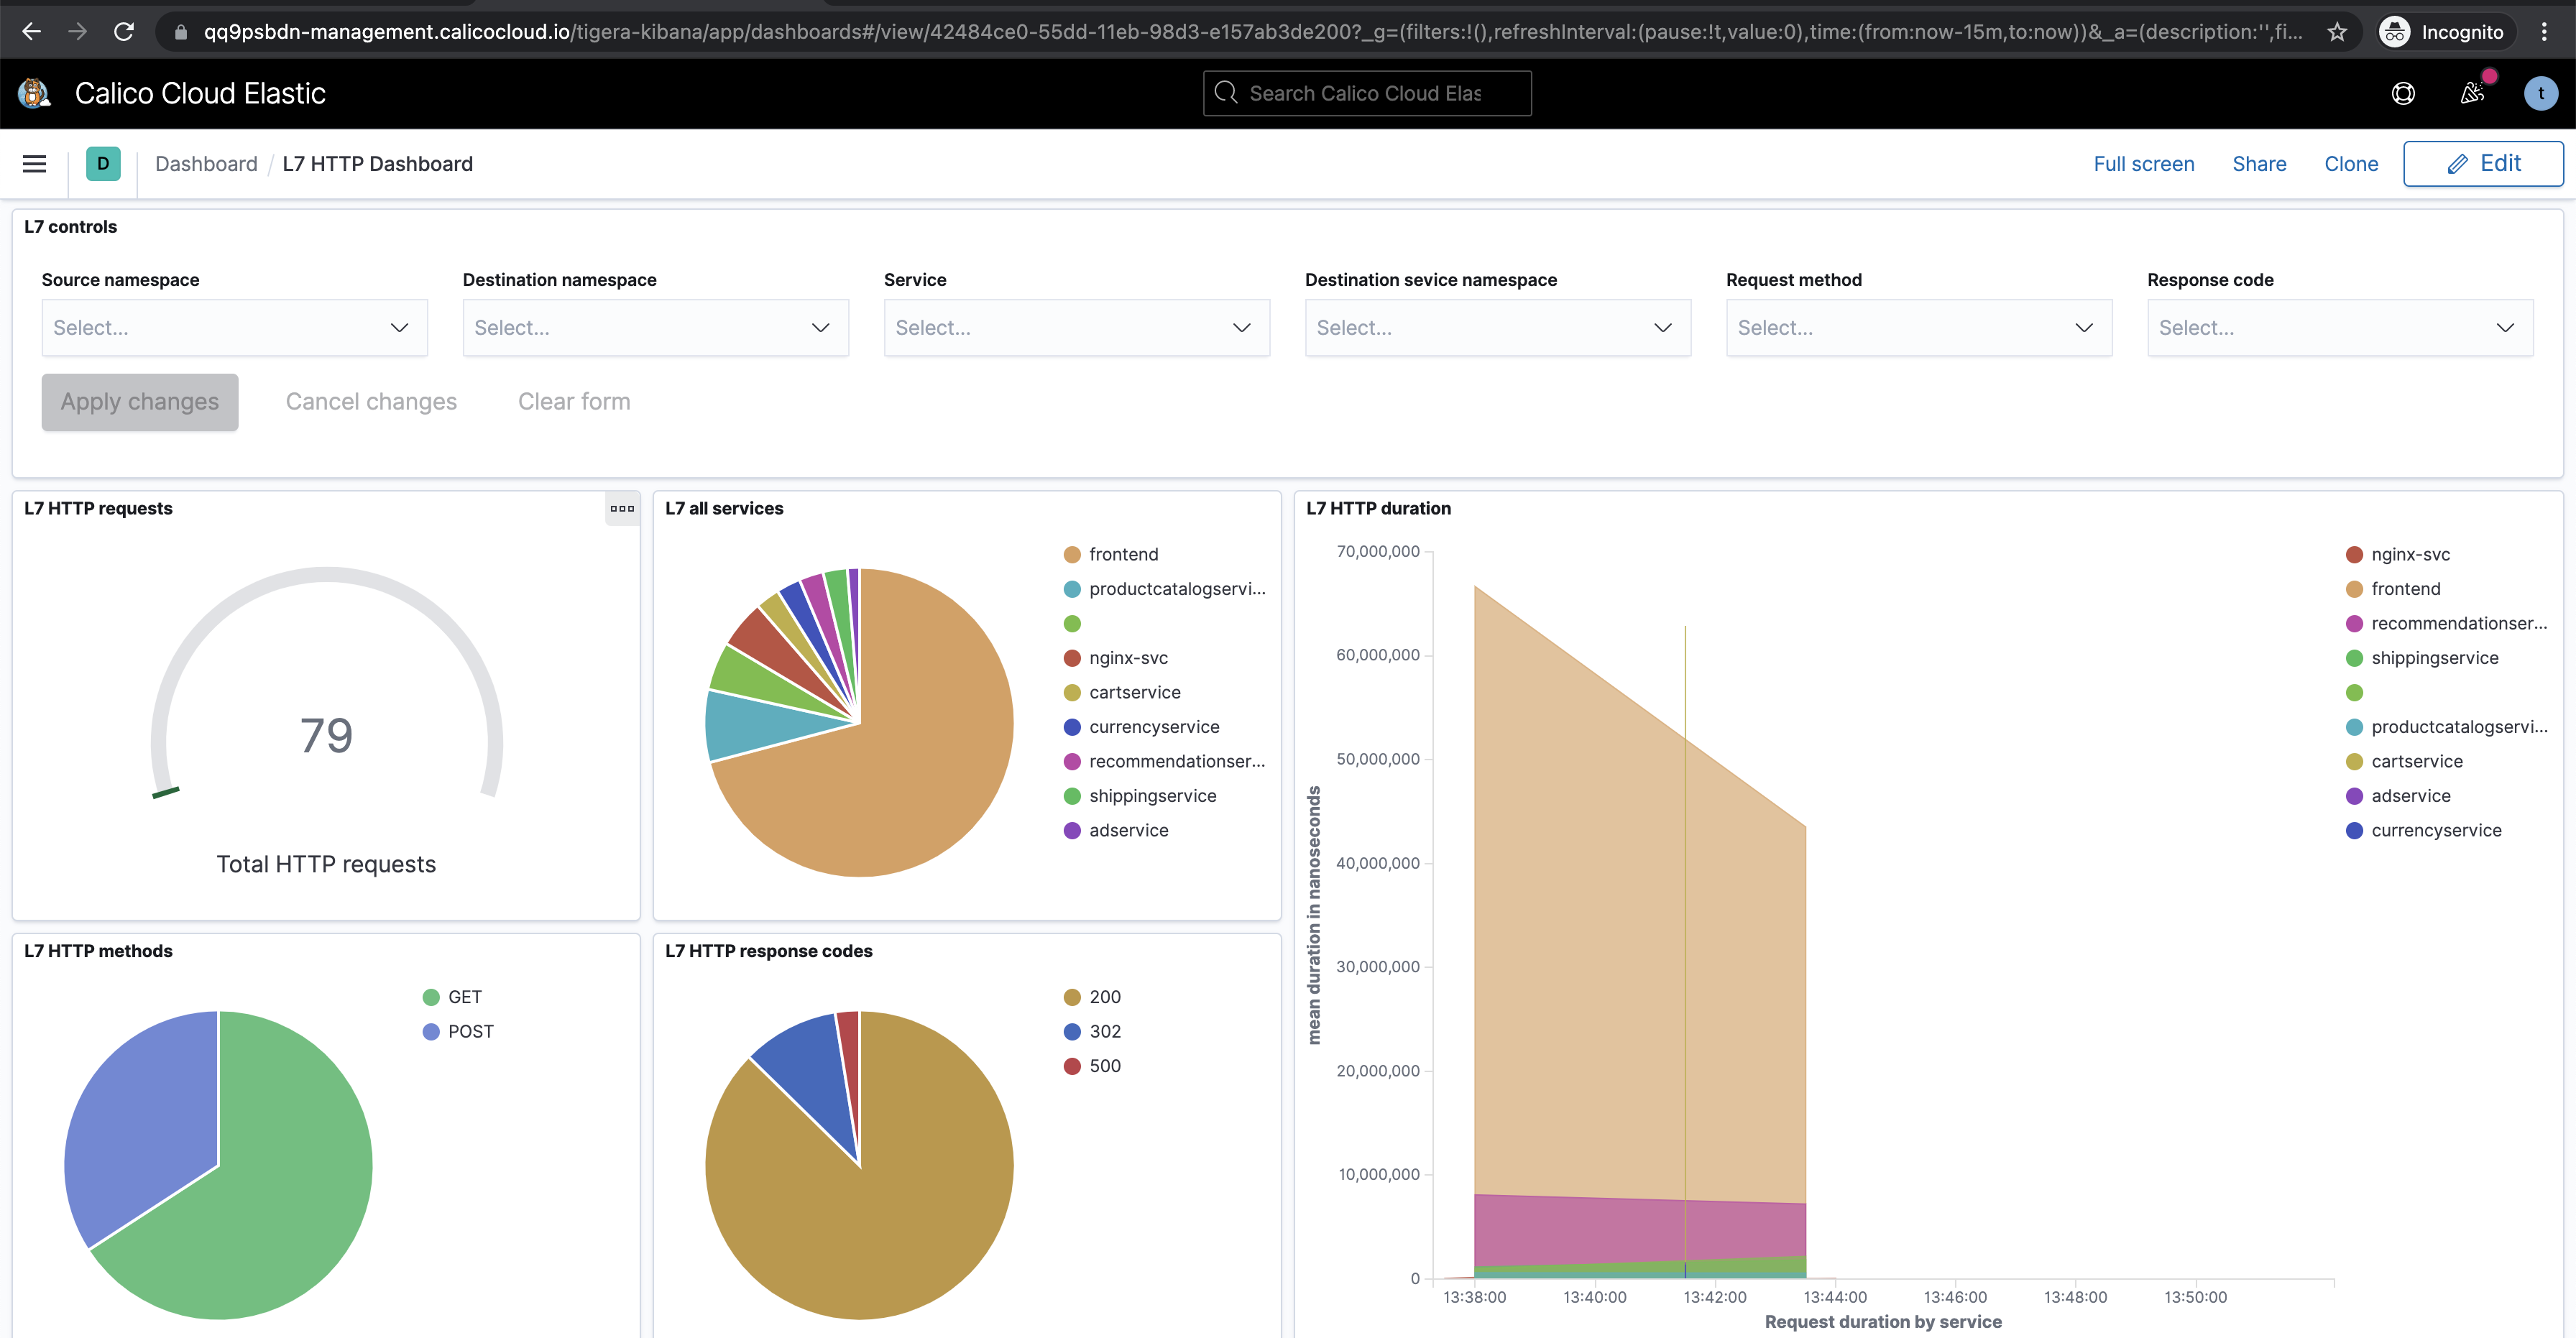 qq9psbdn-management.calicocloud.io/tigera-kibana/app/dashboards#/view/42484ce0-55dd-11eb-98d3-e157ab3de200?_g=(filters:!(),refreshInterval:(pause:!t,value:0),time:(from:now-15m,to:now))&_a=(description:'',fi...
Incognito
Calico Cloud Elastic
Search Calico Cloud Elas
t
D
Dashboard / L7 HTTP Dashboard
Full screen
Share
Clone
Edit
L7 controls
Source namespace
Destination namespace
Service
Destination sevice namespace
Request method
Response code
Select...
Select...
Select...
Select...
Select...
Select...
Apply changes
Cancel changes
Clear form
L7 HTTP requests
79
Total HTTP requests
L7 all services
frontend
productcatalogservi...
nginx-svc
cartservice
currencyservice
recommendationser...
shippingservice
adservice
L7 HTTP duration
70,000,000
60,000,000
50,000,000
40,000,000
30,000,000
20,000,000
10,000,000
0
mean duration in nanoseconds
13:38:00
13:40:00
13:42:00
13:44:00
13:46:00
13:48:00
13:50:00
Request duration by service
nginx-svc
frontend
recommendationser...
shippingservice
productcatalogservi...
cartservice
adservice
currencyservice
L7 HTTP methods
GET
POST
L7 HTTP response codes
200
302
500